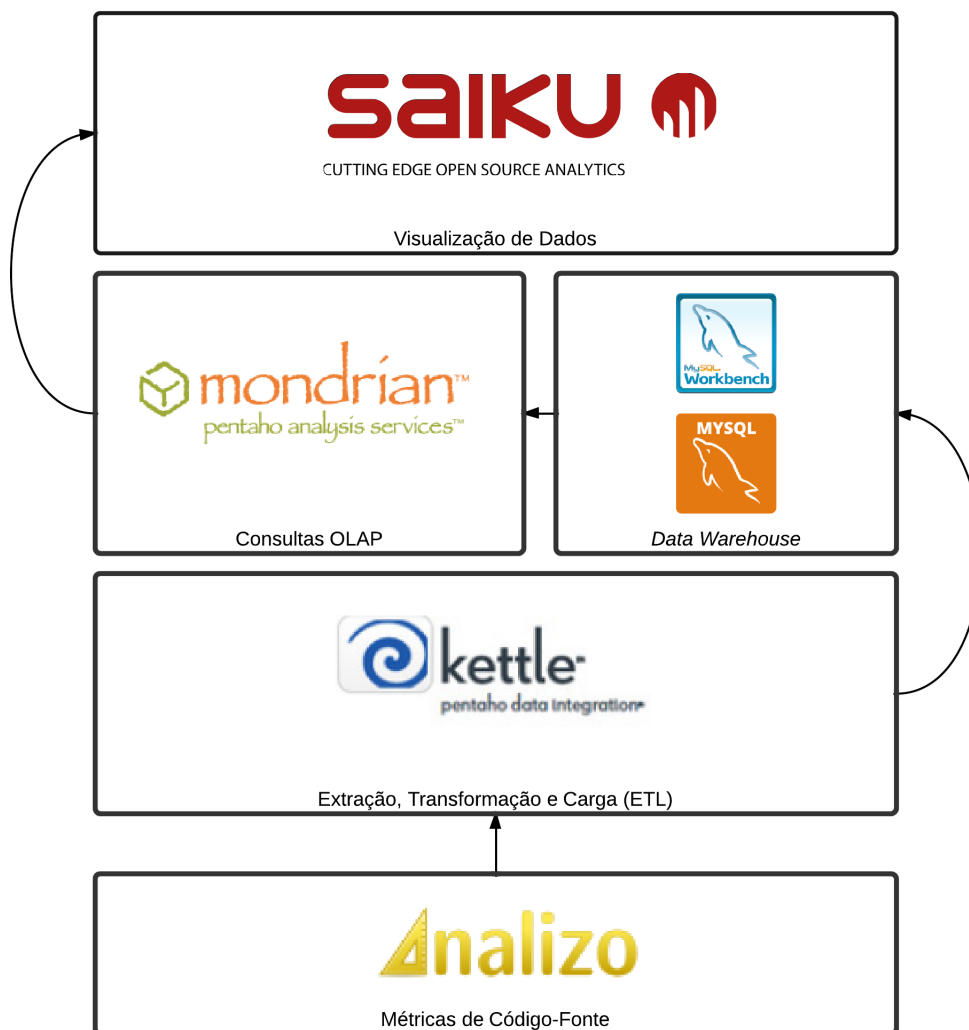 saiku
CUTTING EDGE OPEN SOURCE ANALYTICS
Visualização de Dados
mondrian™
pentaho analysis services™
Consultas OLAP
MySQL
Workbench
MYSQL
Data Warehouse
kettle™
pentaho data integration
Extração, Transformação e Carga (ETL)
Analizo
Métricas de Código-Fonte